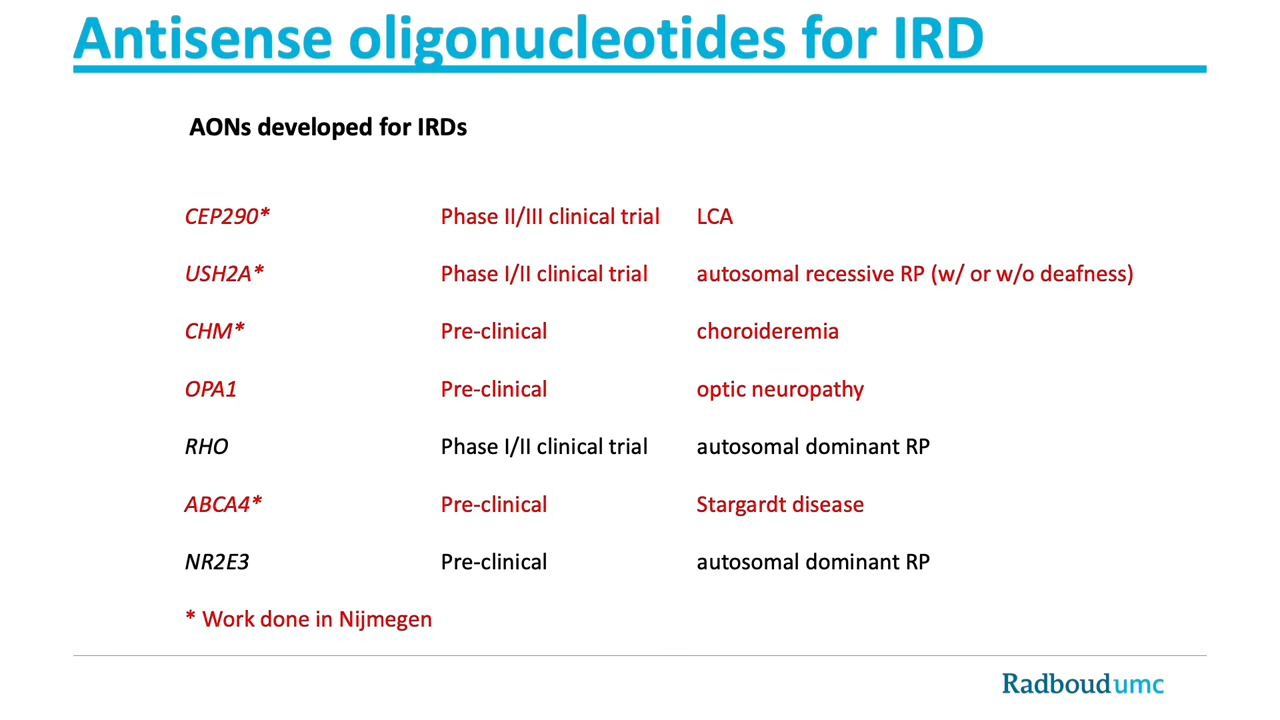 Antisense oligonucleotides for IRD
AONs developed for IRDs
CEP290* Phase II/III clinical trial LCA
USH2A* Phase I/II clinical trial autosomal recessive RP (w/ or w/o deafness)
CHM* Pre-clinical choroideremia
OPA1 Pre-clinical optic neuropathy
RHO Phase I/II clinical trial autosomal dominant RP
ABCA4* Pre-clinical Stargardt disease
NR2E3 Pre-clinical autosomal dominant RP
* Work done in Nijmegen
Radboudumc